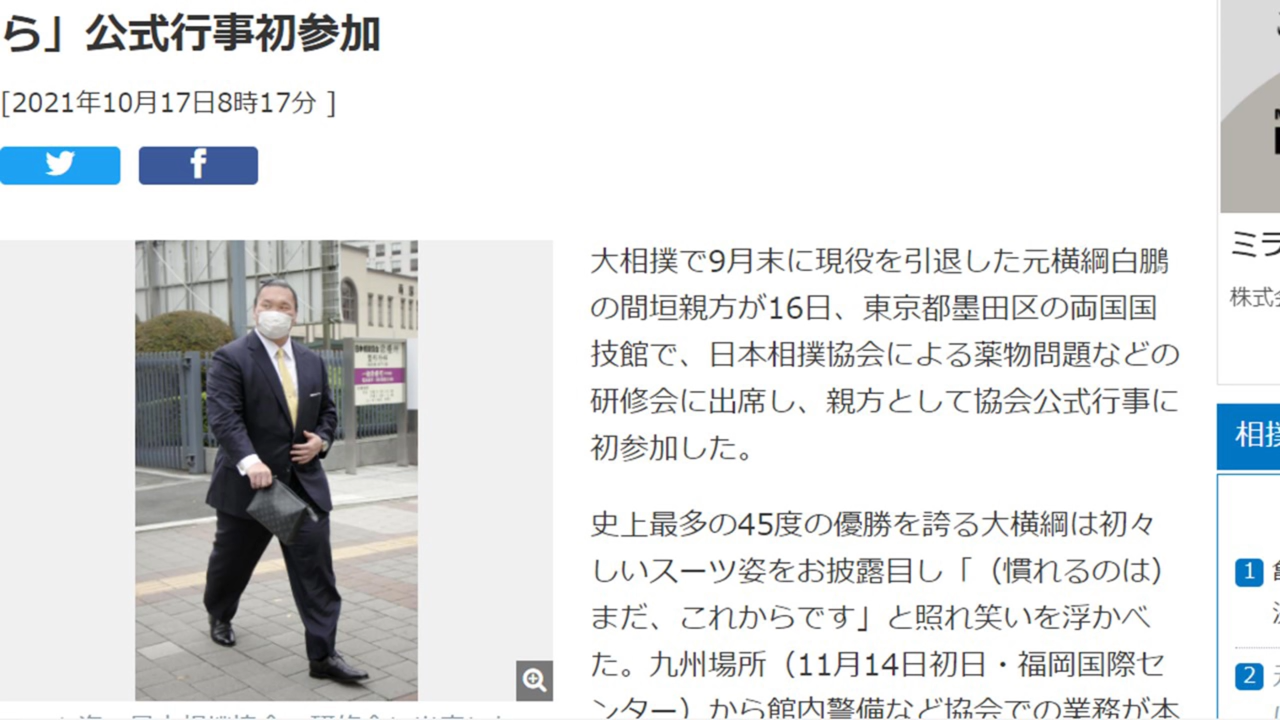 ら」公式行事初参加
[2021年10月17日8時17分 ]
大相撲で9月末に現役を引退した元横綱白鵬
の間垣親方が16日、東京都墨田区の両国国
技館で、日本相撲協会による薬物問題などの
研修会に出席し、親方として協会公式行事に
初参加した。
史上最多の45度の優勝を誇る大横綱は初々
しいスーツ姿をお披露目し「（慣れるのは）
まだ、これからです」と照れ笑いを浮かべ
た。九州場所（11月14日初日・福岡国際セ
ンター）から館内警備など協会での業務が本
ミラ
株式会
相撲
1
2